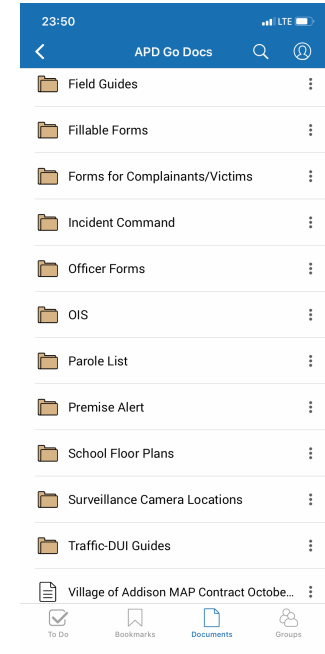 23:50 LTE
APD Go Docs
Field Guides
Fillable Forms
Forms for Complainants/Victims
Incident Command
Officer Forms
OIS
Parole List
Premise Alert
School Floor Plans
Surveillance Camera Locations
Traffic-DUI Guides
Village of Addison MAP Contract Octobe...
To Do Bookmarks Documents Groups